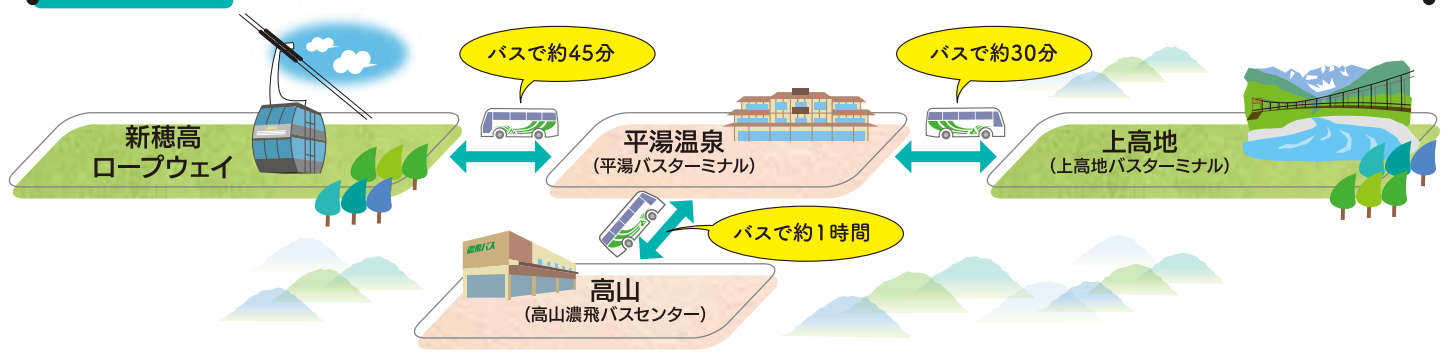 バスで約45分
バスで約30分
新穂高
ロープウェイ
平湯温泉
(平湯バスターミナル)
上高地
(上高地バスターミナル)
バスで約1時間
濃飛バス
高山
(高山濃飛バスセンター)